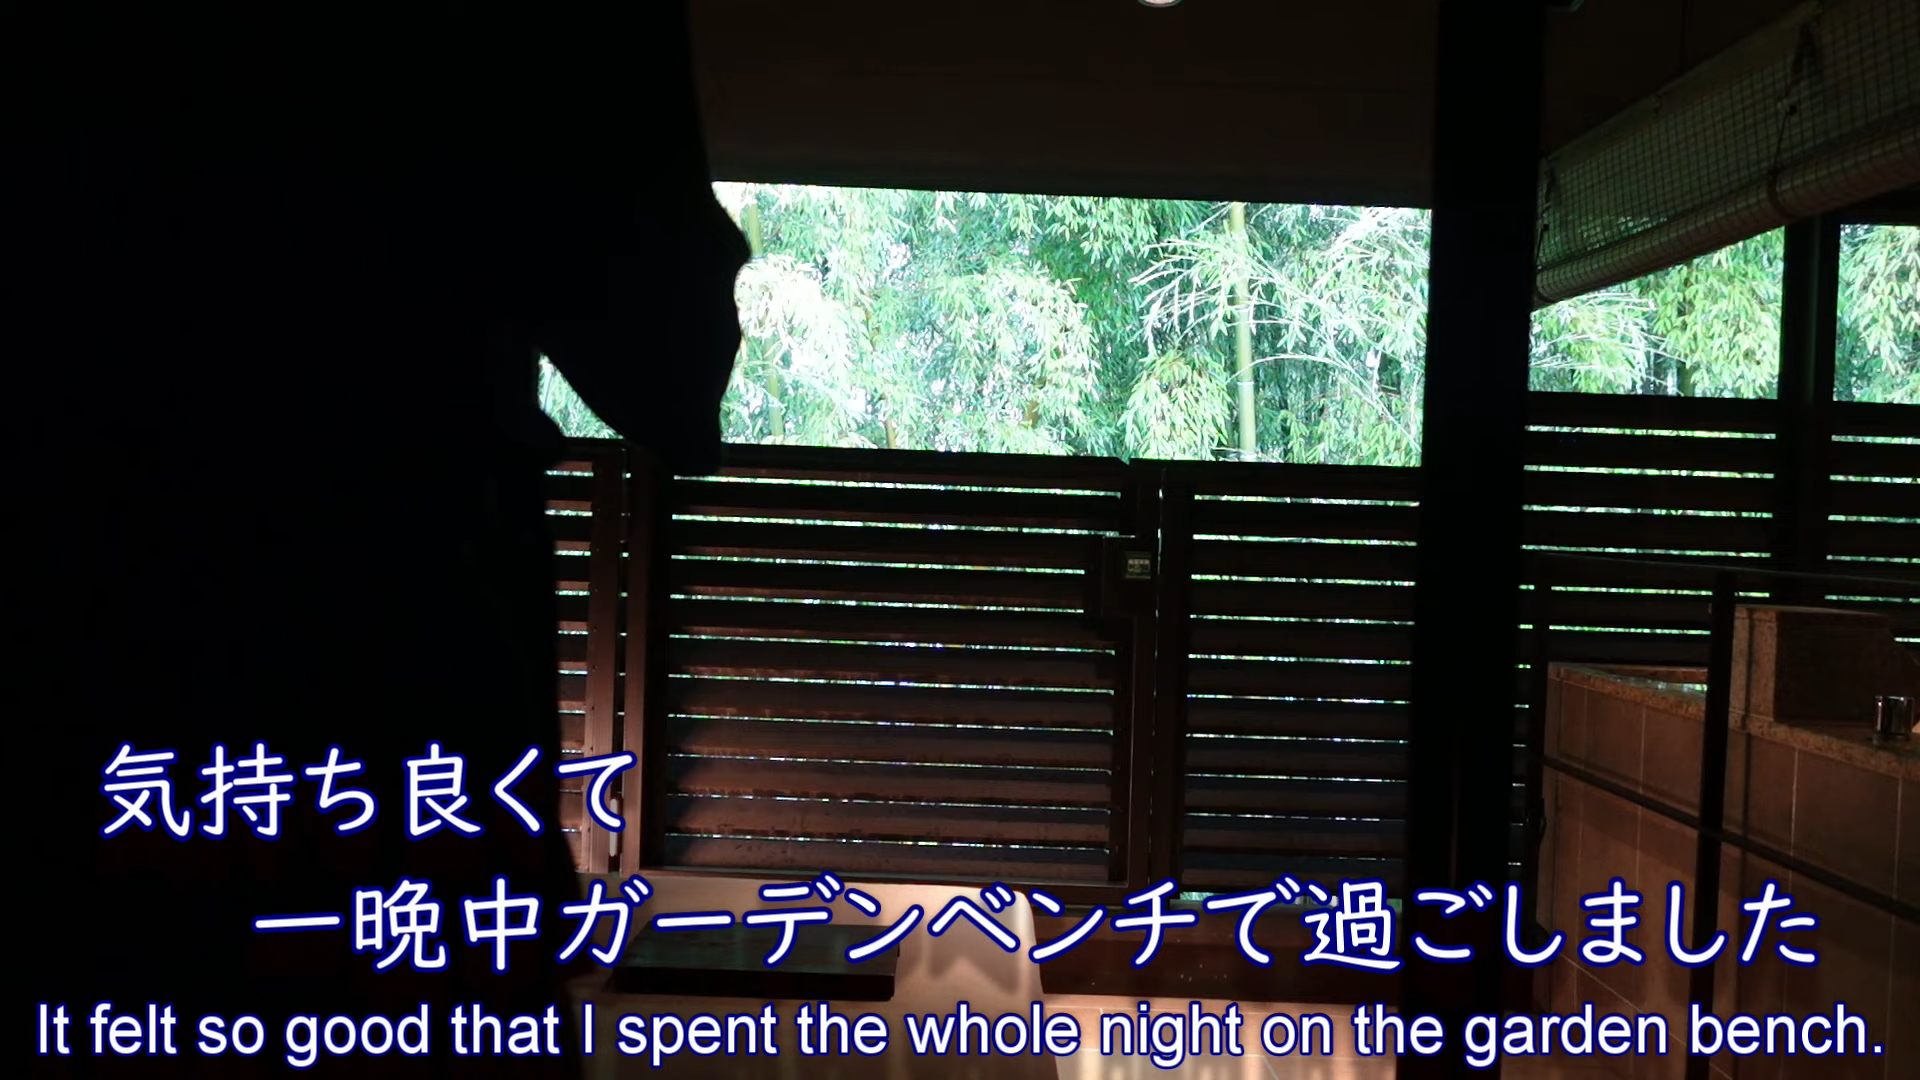 気持ち良くて
一晩中ガーデンベンチで過ごしました
It felt so good that I spent the whole night on the garden bench.